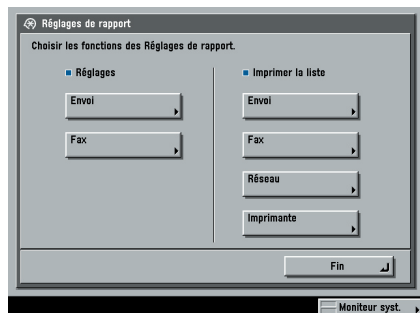 Réglages de rapport
Choisir les fonctions des Réglages de rapport.
Réglages
Envoi
Fax
Imprimer la liste
Envoi
Fax
Réseau
Imprimante
Fin
Moniteur syst.